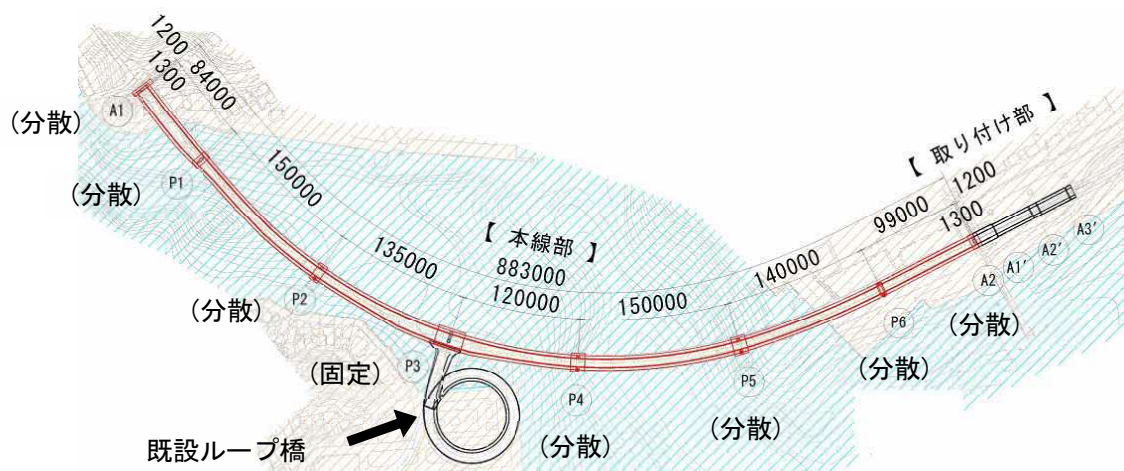 1200
1300
84000
A1
(分散)
P1
(分散)
150000
【 本線部 】
883000
135000
120000
150000
140000
【 取り付け部 】
1200
99000
1300
P2
(分散)
P3
(固定)
P4
(分散)
P5
(分散)
P6
(分散)
A2
(分散)
A1'
A2'
A3'
既設ループ橋